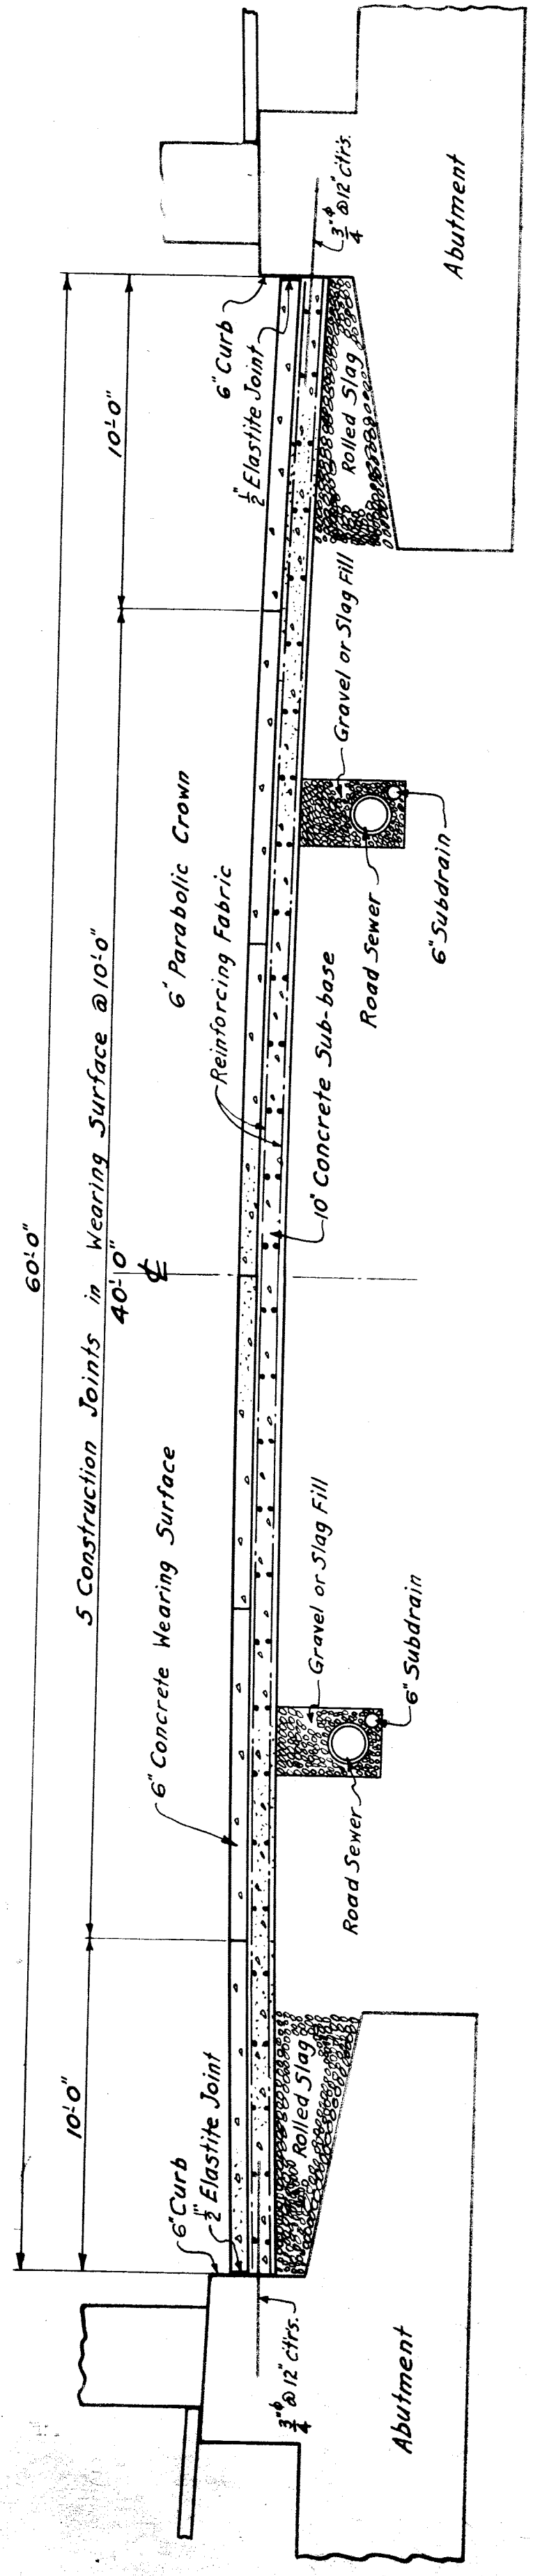 60'-0"
5 Construction Joints in Wearing Surface @ 10'-0"
10'-0"
40'-0"
10'-0"
℄
6" Concrete Wearing Surface
6" Parabolic Crown
Reinforcing Fabric
6" Curb
1/2" Elastite Joint
6" Curb
1/2" Elastite Joint
3/4"ϕ @ 12" ctrs.
3/4"ϕ @ 12" ctrs.
Rolled Slag
Rolled Slag
Gravel or Slag Fill
Gravel or Slag Fill
10" Concrete Sub-base
Road Sewer
6" Subdrain
Road Sewer
6" Subdrain
Abutment
Abutment